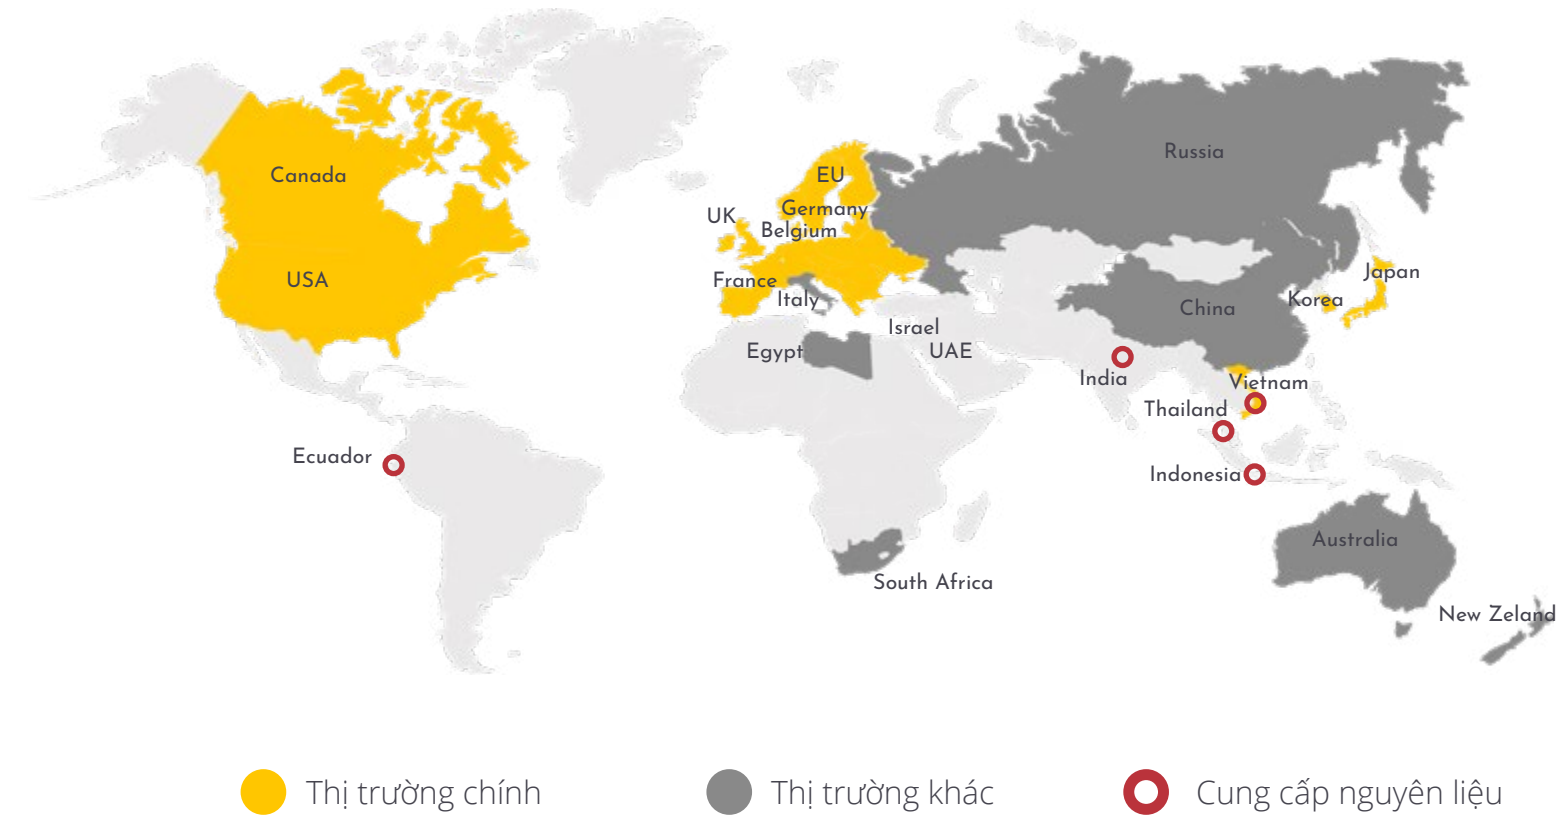 Russia
Canada
EU
Germany
UK
Belgium
Japan
USA
France
Italy
Korea
China
Israel
Egypt
UAE
India
Vietnam
Thailand
Ecuador
Indonesia
Australia
South Africa
New Zeland
Thị trường chính
Thị trường khác
Cung cấp nguyên liệu